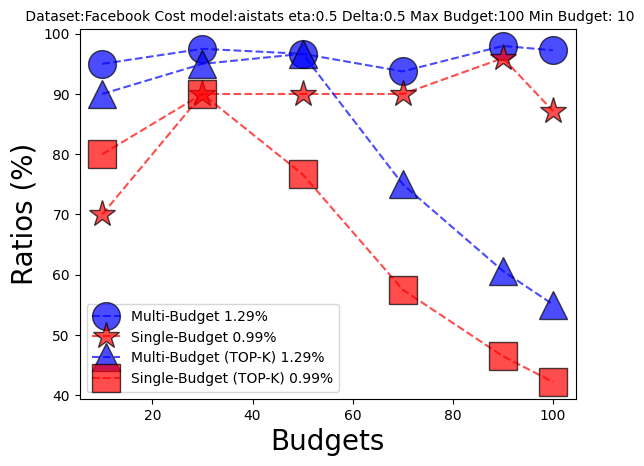 Dataset:Facebook Cost model:aistats eta:0.5 Delta:0.5 Max Budget:100 Min Budget: 10
Ratios (%)
100
90
80
70
60
50
40
Multi-Budget 1.29%
Single-Budget 0.99%
Multi-Budget (TOP-K) 1.29%
Single-Budget (TOP-K) 0.99%
20 40 60 80 100
Budgets